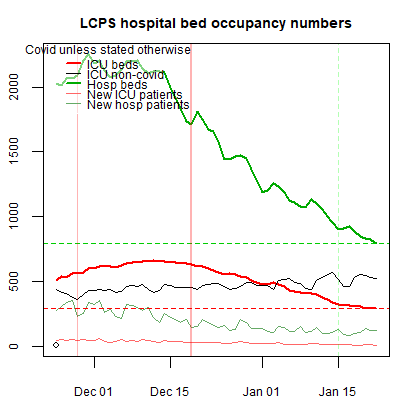 LCPS hospital bed occupancy numbers
Covid unless stated otherwise
ICU beds
ICU non-covid
Hosp beds
New ICU patients
New hosp patients
2000
1500
1000
500
0
Dec 01 Dec 15 Jan 01 Jan 15